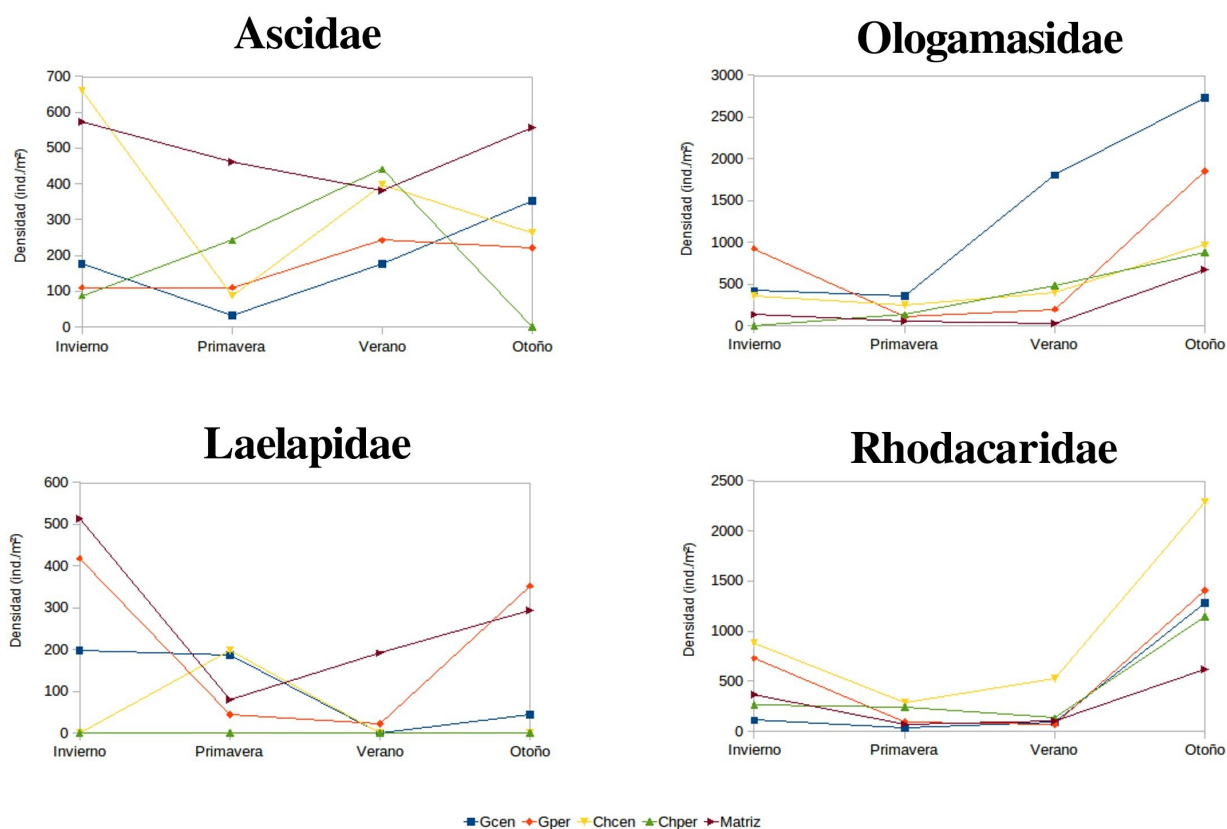 Ascidae
Densidad (ind./m²)
700
600
500
400
300
200
100
0
Invierno Primavera Verano Otoño
Ologamasidae
Densidad (ind./m²)
3000
2500
2000
1500
1000
500
0
Invierno Primavera Verano Otoño
Laelapidae
Densidad (ind./m²)
600
500
400
300
200
100
0
Invierno Primavera Verano Otoño
Rhodacaridae
Densidad (ind./m²)
2500
2000
1500
1000
500
0
Invierno Primavera Verano Otoño
Gcen Gper Chcen Chper Matriz